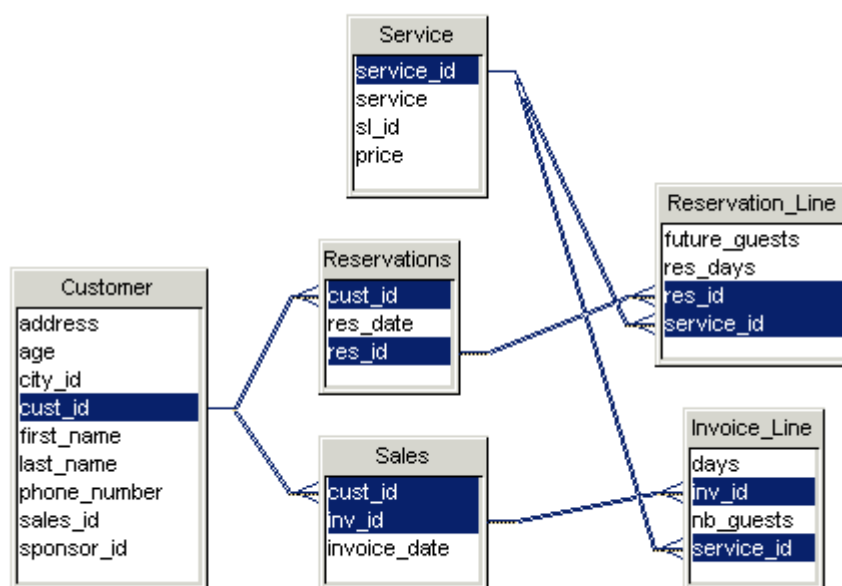 Service
service_id
service
sl_id
price
Reservation_Line
future_guests
res_days
res_id
service_id
Reservations
cust_id
res_date
res_id
Customer
address
age
city_id
cust_id
first_name
last_name
phone_number
sales_id
sponsor_id
Sales
cust_id
inv_id
invoice_date
Invoice_Line
days
inv_id
nb_guests
service_id